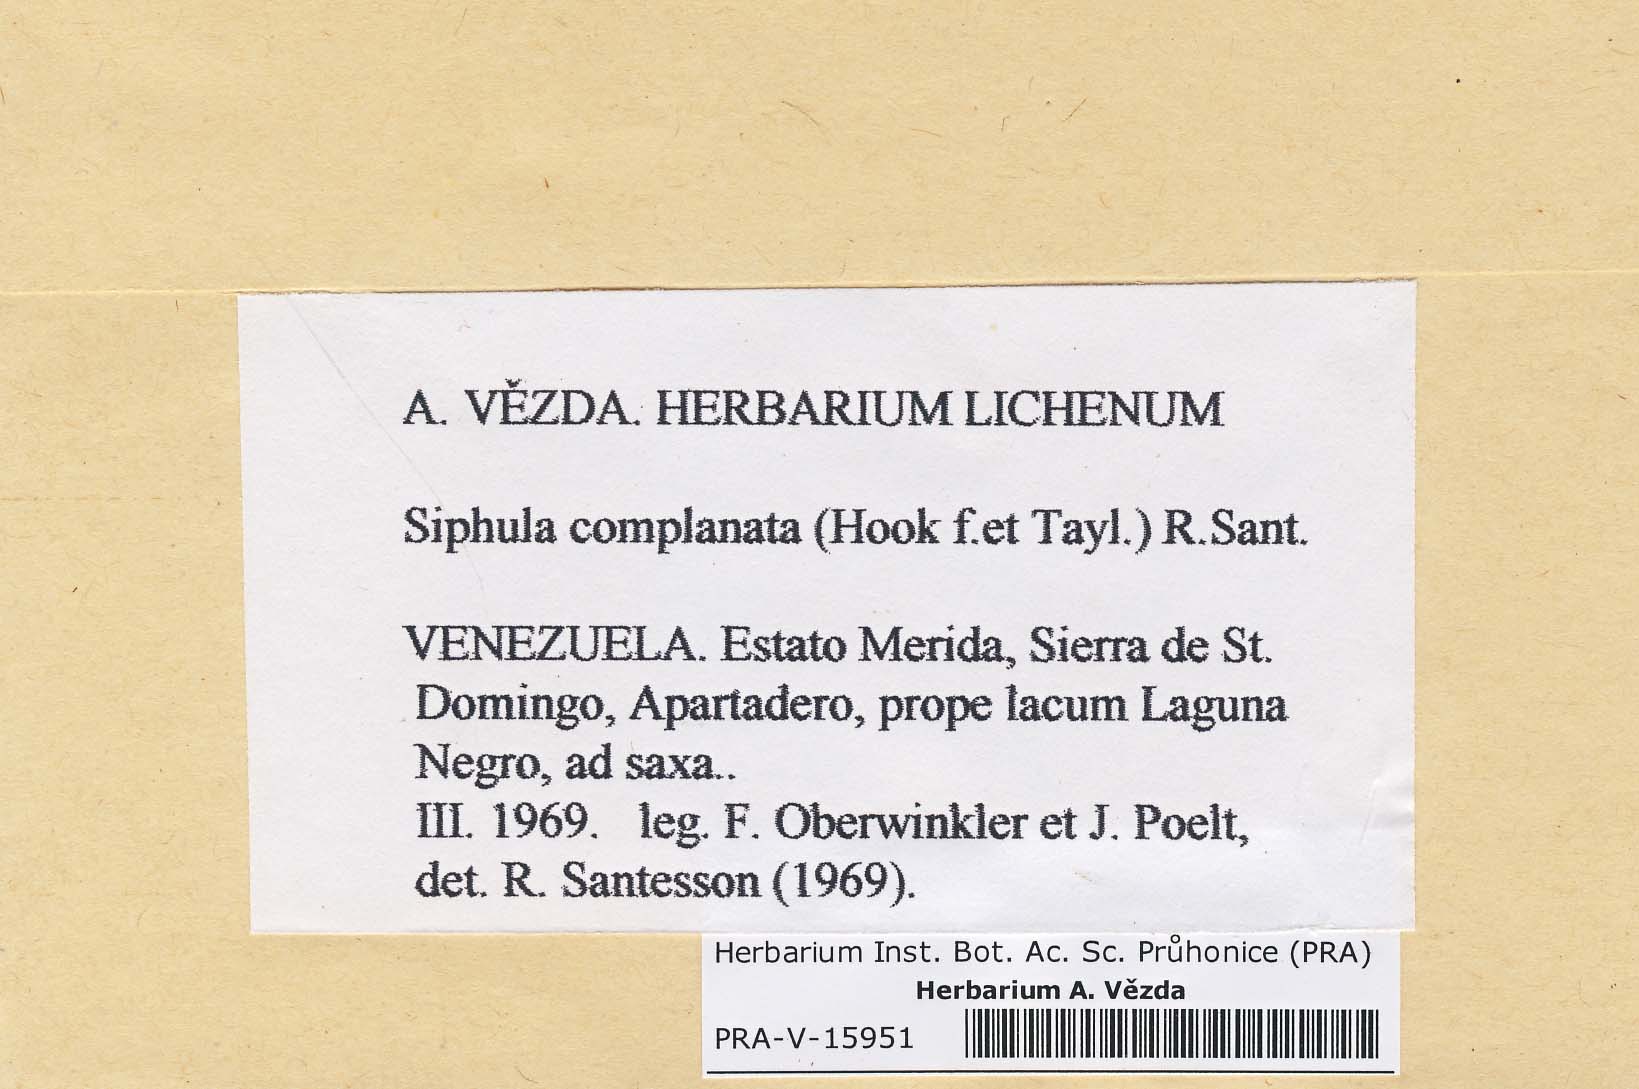 A. VĚZDA. HERBARIUM LICHENUM
Siphula complanata (Hook f.et Tayl.) R.Sant.
VENEZUELA. Estato Merida, Sierra de St.
Domingo, Apartadero, prope lacum Laguna
Negro, ad saxa..
III. 1969. leg. F. Oberwinkler et J. Poelt,
det. R. Santesson (1969).
Herbarium Inst. Bot. Ac. Sc. Průhonice (PRA)
Herbarium A. Vězda
PRA-V-15951